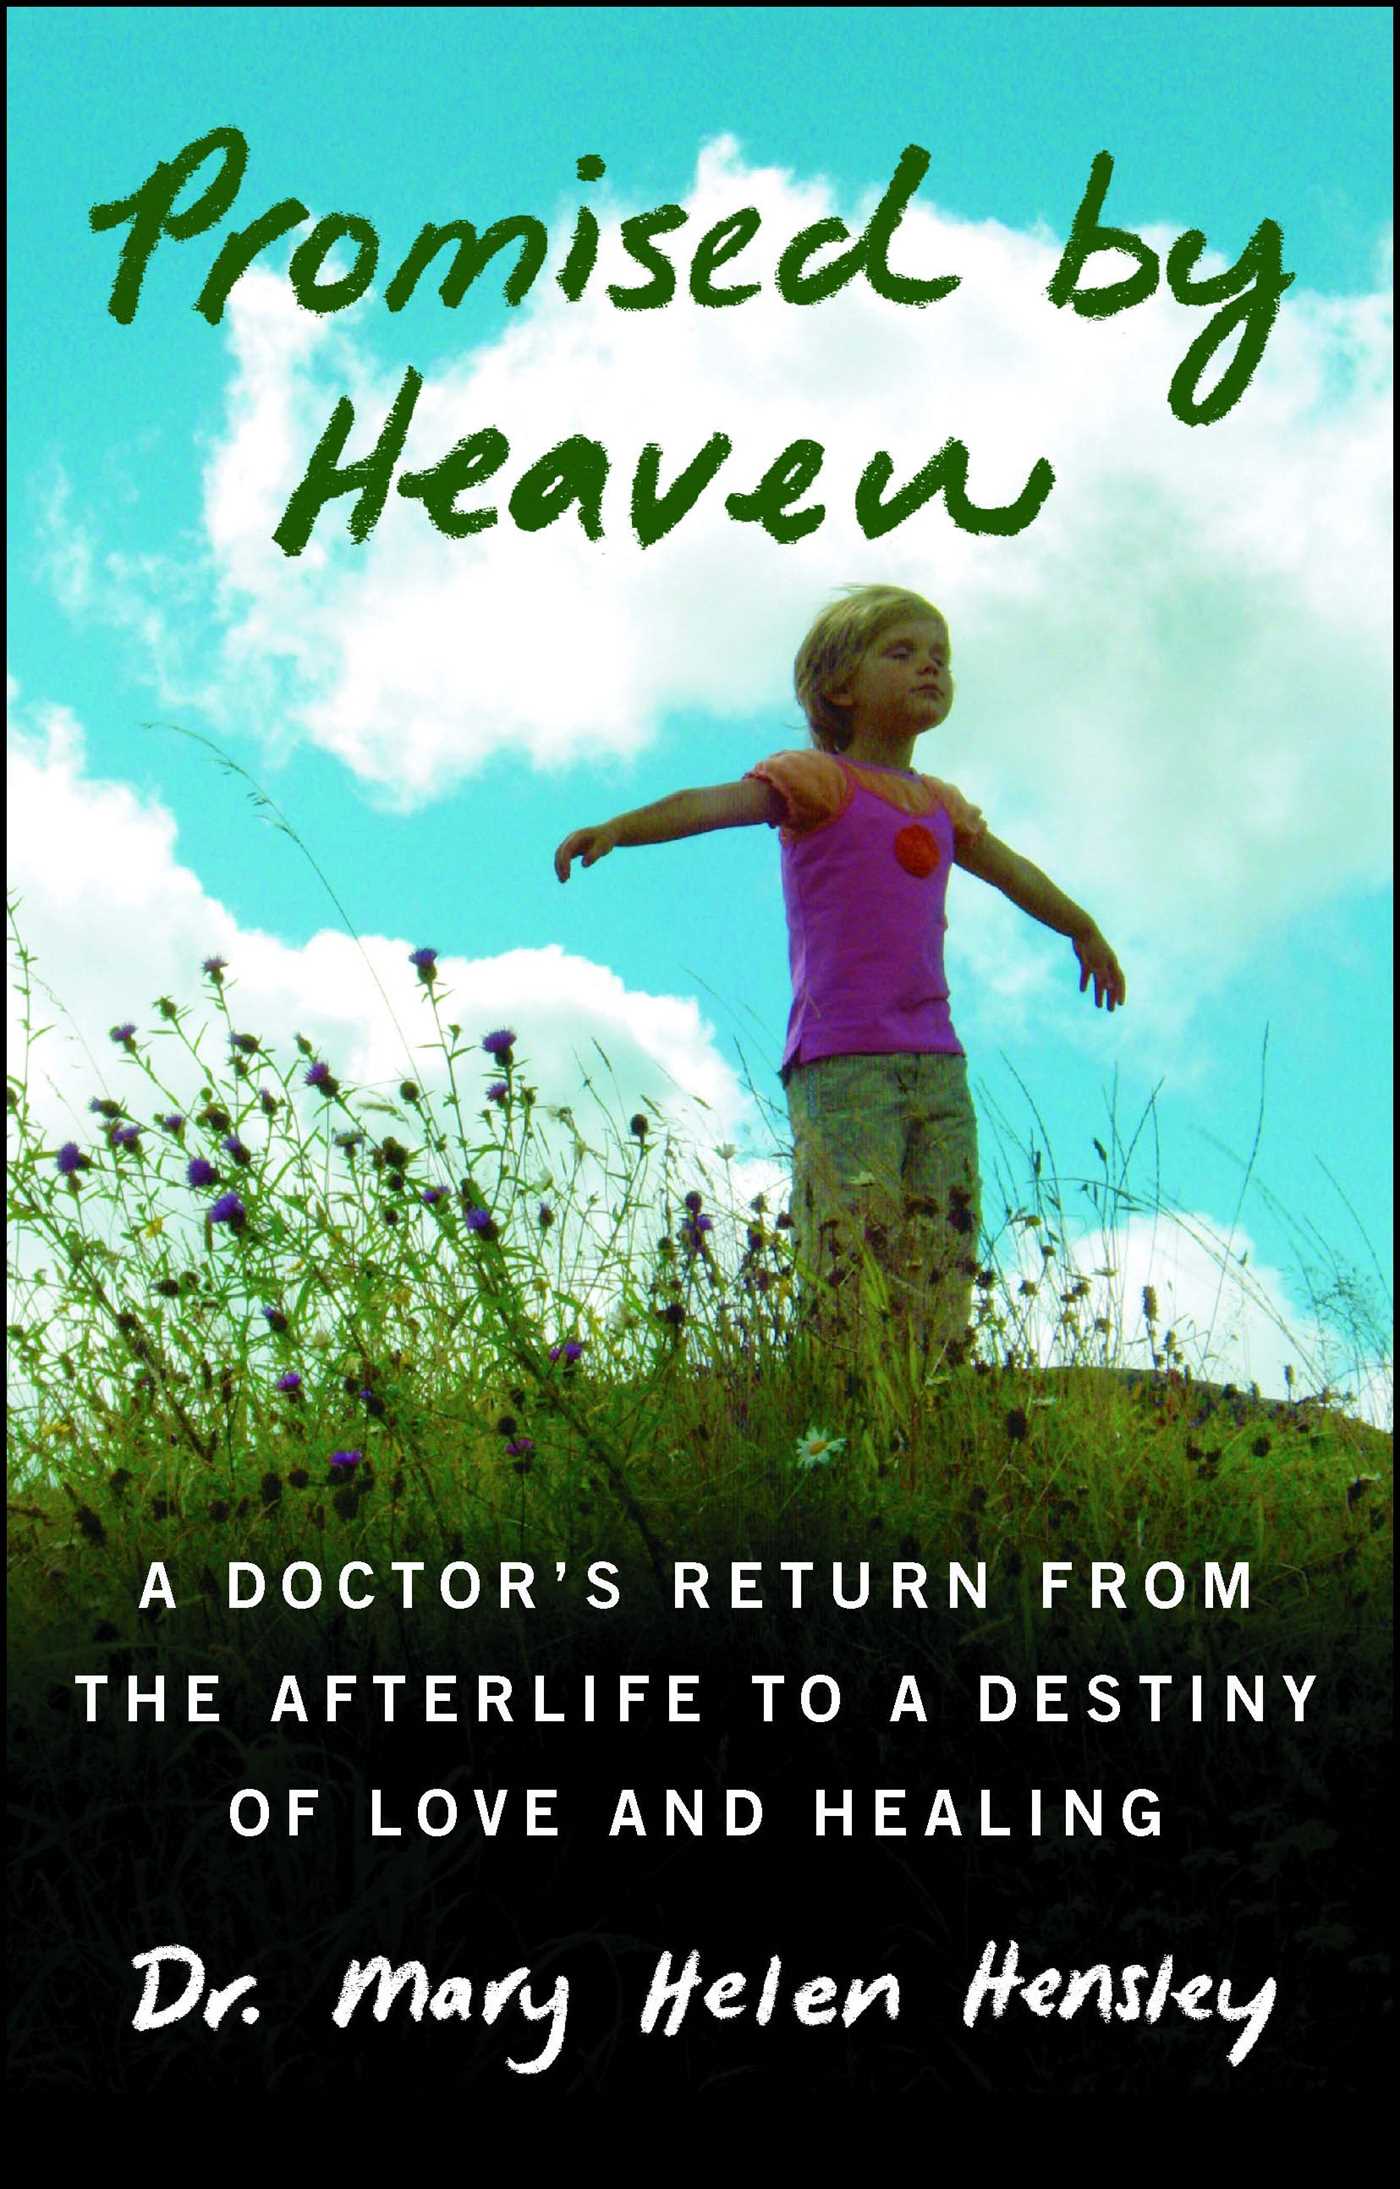 Promised by
Heaven
A DOCTOR'S RETURN FROM
THE AFTERLIFE TO A DESTINY
OF LOVE AND HEALING
Dr. Mary Helen Hensley